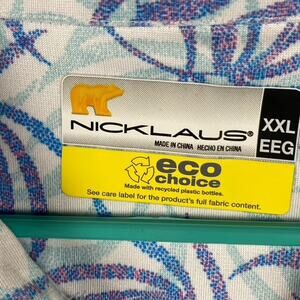 NICKLAUS®
MADE IN CHINA HECHO EN CHINA
XXL
EEG
eco
choice
Made with recycled plastic bottles.
See care label for the product's full fabric content.